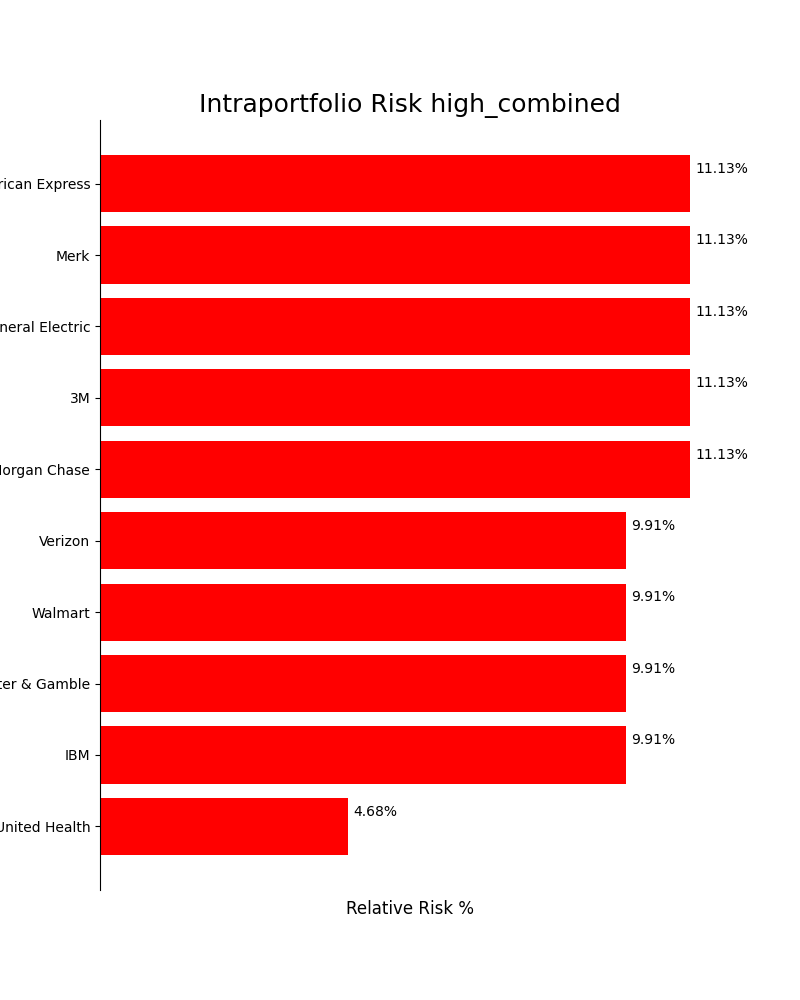 Intraportfolio Risk high_combined
rican Express 11.13%
Merk 11.13%
neral Electric 11.13%
3M 11.13%
organ Chase 11.13%
Verizon 9.91%
Walmart 9.91%
ter & Gamble 9.91%
IBM 9.91%
United Health 4.68%
Relative Risk %